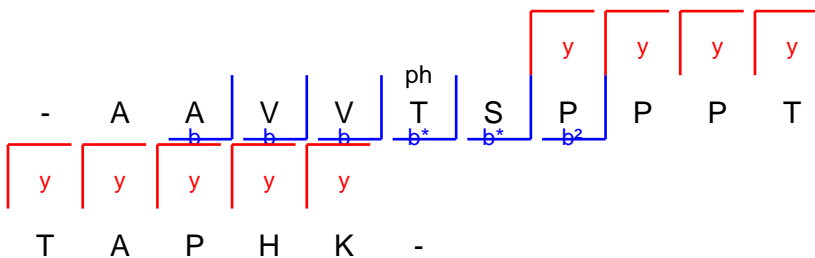 y y y y
ph
- A A V V T S P P P T
b b b b* b* b²
y y y y y
T A P H K -